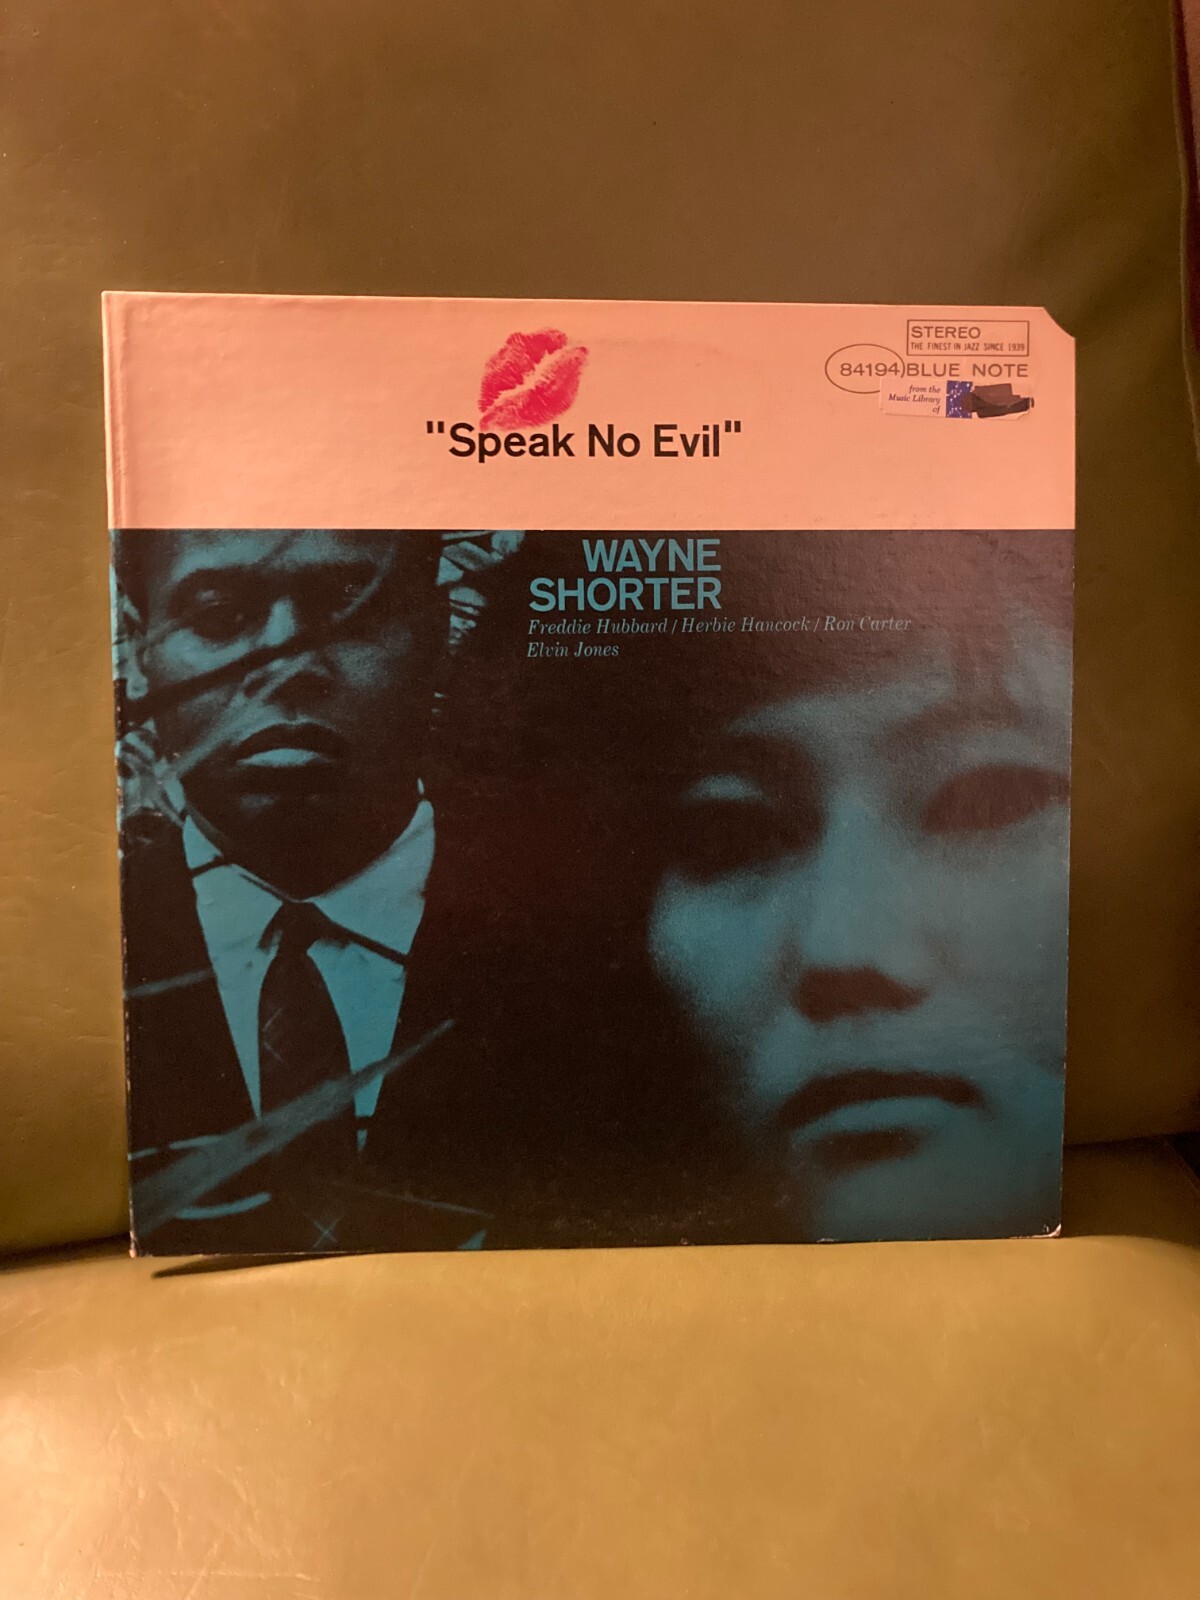 STEREO
THE FINEST IN JAZZ SINCE 1939
84194 BLUE NOTE
from the
Music Library
of
"Speak No Evil"
WAYNE
SHORTER
Freddie Hubbard / Herbie Hancock / Ron Carter
Elvin Jones